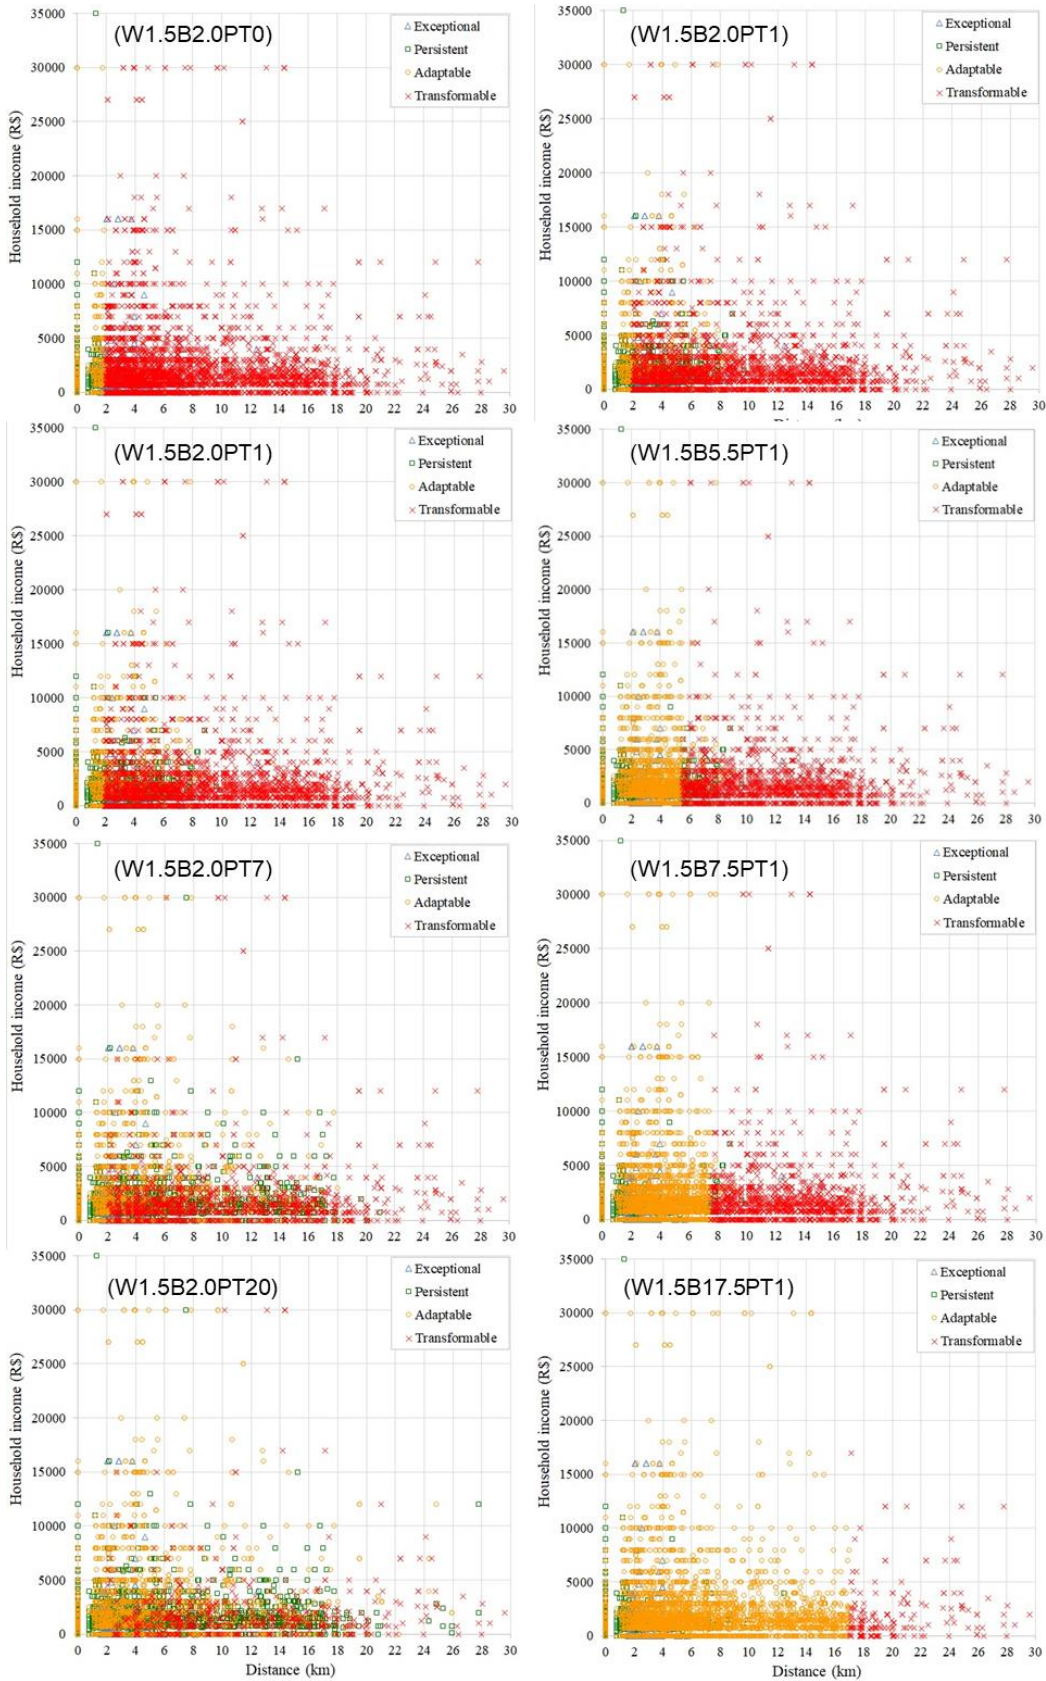 (W1.5B2.0PT0)
Household income (R$)
35000
30000
25000
20000
15000
10000
5000
0
0 2 4 6 8 10 12 14 16 18 20 22 24 26 28 30
Exceptional
Persistent
Adaptable
Transformable
(W1.5B2.0PT1)
Household income (R$)
35000
30000
25000
20000
15000
10000
5000
0
0 2 4 6 8 10 12 14 16 18 20 22 24 26 28 30
Exceptional
Persistent
Adaptable
Transformable
(W1.5B2.0PT1)
Household income (R$)
35000
30000
25000
20000
15000
10000
5000
0
0 2 4 6 8 10 12 14 16 18 20 22 24 26 28 30
Exceptional
Persistent
Adaptable
Transformable
(W1.5B5.5PT1)
Household income (R$)
35000
30000
25000
20000
15000
10000
5000
0
0 2 4 6 8 10 12 14 16 18 20 22 24 26 28 30
Exceptional
Persistent
Adaptable
Transformable
(W1.5B2.0PT7)
Household income (R$)
35000
30000
25000
20000
15000
10000
5000
0
0 2 4 6 8 10 12 14 16 18 20 22 24 26 28 30
Exceptional
Persistent
Adaptable
Transformable
(W1.5B7.5PT1)
Household income (R$)
35000
30000
25000
20000
15000
10000
5000
0
0 2 4 6 8 10 12 14 16 18 20 22 24 26 28 30
Exceptional
Persistent
Adaptable
Transformable
(W1.5B2.0PT20)
Household income (R$)
35000
30000
25000
20000
15000
10000
5000
0
0 2 4 6 8 10 12 14 16 18 20 22 24 26 28 30
Distance (km)
Exceptional
Persistent
Adaptable
Transformable
(W1.5B17.5PT1)
Household income (R$)
35000
30000
25000
20000
15000
10000
5000
0
0 2 4 6 8 10 12 14 16 18 20 22 24 26 28 30
Distance (km)
Exceptional
Persistent
Adaptable
Transformable